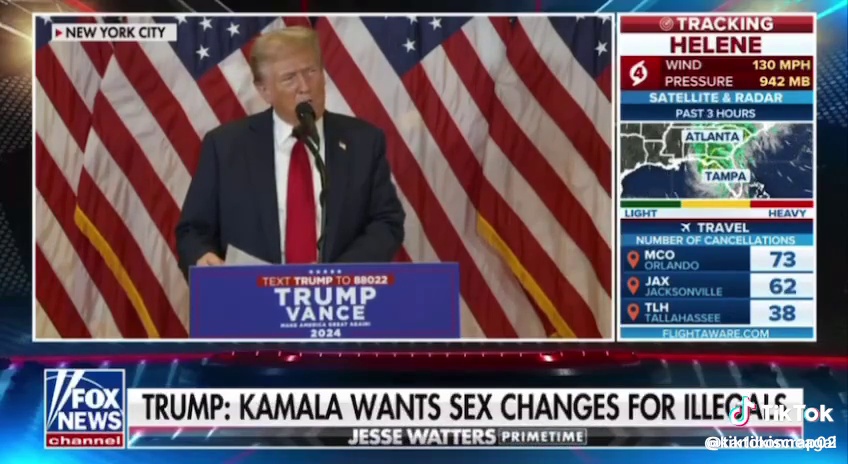 NEW YORK CITY
TEXT TRUMP TO 88022
TRUMP
VANCE
MAKE AMERICA GREAT AGAIN!
2024
TRACKING
HELENE
4
WIND 130 MPH
PRESSURE 942 MB
SATELLITE & RADAR
PAST 3 HOURS
ATLANTA
TAMPA
LIGHT HEAVY
TRAVEL
NUMBER OF CANCELLATIONS
MCO
ORLANDO
73
JAX
JACKSONVILLE
62
TLH
TALLAHASSEE
38
FLIGHTAWARE.COM
FOX
NEWS
channel
TRUMP: KAMALA WANTS SEX CHANGES FOR ILLEGALS
JESSE WATTERS PRIMETIME
TikTok